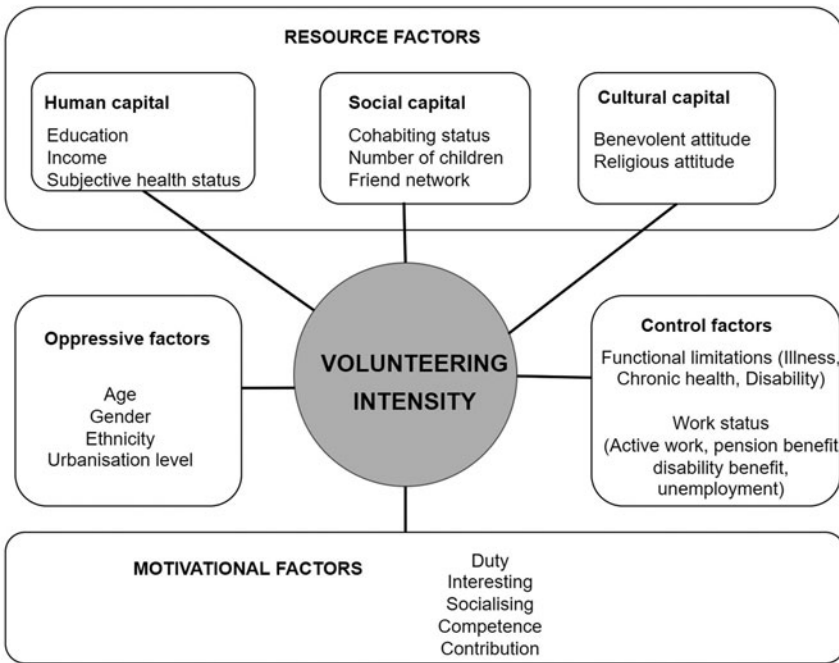 RESOURCE FACTORS
Human capital
Education
Income
Subjective health status
Social capital
Cohabiting status
Number of children
Friend network
Cultural capital
Benevolent attitude
Religious attitude
Oppressive factors
Age
Gender
Ethnicity
Urbanisation level
VOLUNTEERING
INTENSITY
Control factors
Functional limitations (Illness,
Chronic health, Disability)
Work status
(Active work, pension benefit
disability benefit,
unemployment)
MOTIVATIONAL FACTORS
Duty
Interesting
Socialising
Competence
Contribution